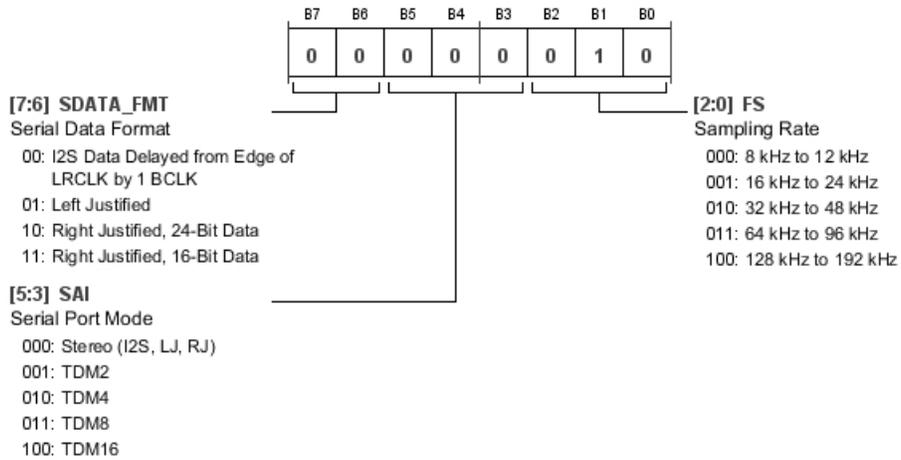 B7 B6 B5 B4 B3 B2 B1 B0
0 0 0 0 0 0 1 0
[7:6] SDATA_FMT
Serial Data Format
00: I2S Data Delayed from Edge of
LRCLK by 1 BCLK
01: Left Justified
10: Right Justified, 24-Bit Data
11: Right Justified, 16-Bit Data
[5:3] SAI
Serial Port Mode
000: Stereo (I2S, LJ, RJ)
001: TDM2
010: TDM4
011: TDM8
100: TDM16
[2:0] FS
Sampling Rate
000: 8 kHz to 12 kHz
001: 16 kHz to 24 kHz
010: 32 kHz to 48 kHz
011: 64 kHz to 96 kHz
100: 128 kHz to 192 kHz